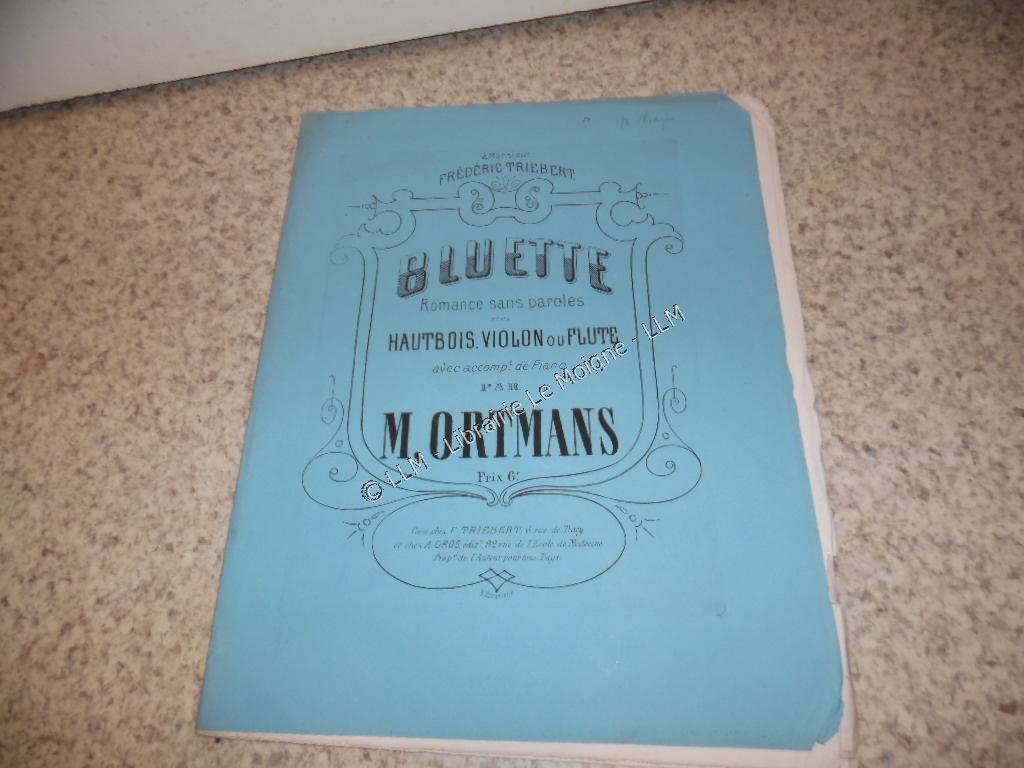 à Monsieur
FRÉDÉRIC TRIEBERT
BLUETTE
Romance sans paroles
POUR
HAUTBOIS, VIOLON OU FLUTE
avec accompt. de Piano
PAR
M. ORTMANS
Prix 6f
Paris chez F. TRIEBERT, 6, rue de Tracy
et chez A. GROS, éditr. 82 rue de l'Ecole de Médecine
Propté. de l'Auteur pour tous Pays
© LLM - Librairie Le Moigne - LLM